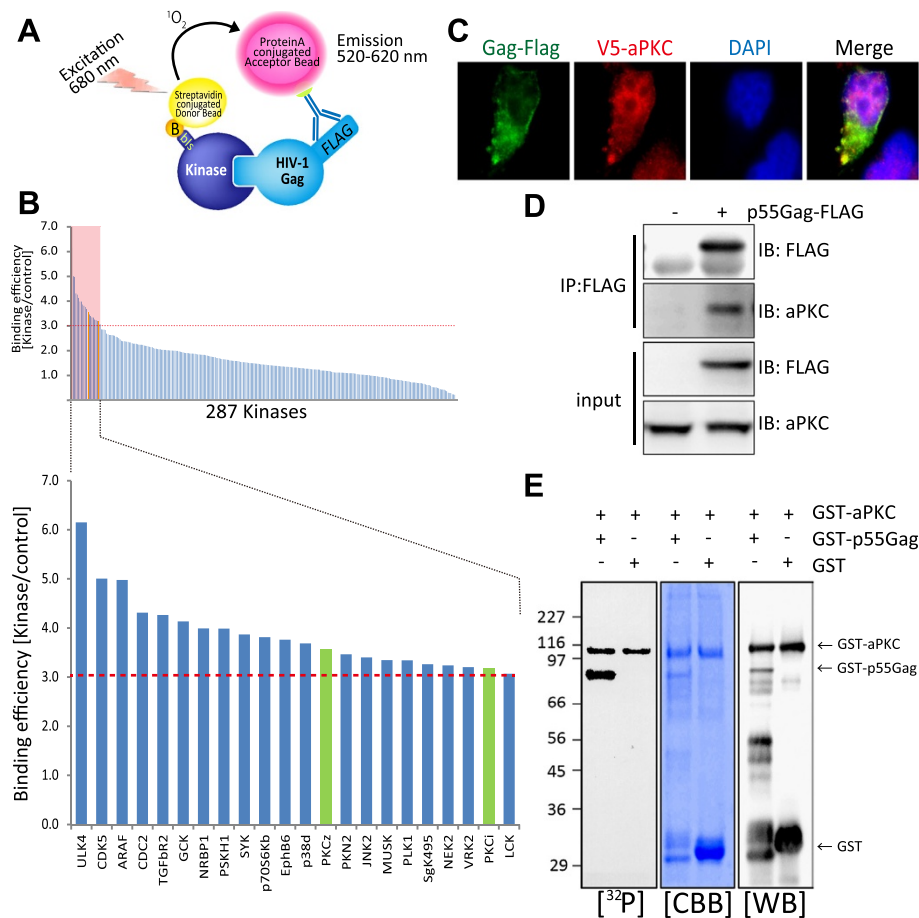 A
Excitation
680 nm
¹O₂
ProteinA
conjugated
Acceptor Bead
Emission
520-620 nm
Streptavidin
conjugated
Donor Bead
B
bls
Kinase
HIV-1
Gag
FLAG
B
Binding efficiency
[Kinase/control]
7.0
6.0
5.0
4.0
3.0
2.0
1.0
287 Kinases
Binding efficiency [Kinase/control]
7.0
6.0
5.0
4.0
3.0
2.0
1.0
0.0
ULK4
CDK5
ARAF
CDC2
TGFbR2
GCK
NRBP1
PSKH1
SYK
p70S6Kb
EphB6
p38d
PKCz
PKN2
JNK2
MUSK
PLK1
SgK495
NEK2
VRK2
PKCi
LCK
C
Gag-Flag V5-aPKC DAPI Merge
D
- + p55Gag-FLAG
IP:FLAG
IB: FLAG
IB: aPKC
input
IB: FLAG
IB: aPKC
E
+ + + + + + GST-aPKC
+ - + - + - GST-p55Gag
- + - + - + GST
227
116
97
66
56
45
36
29
←GST-aPKC
←GST-p55Gag
←GST
[³²P] [CBB] [WB]